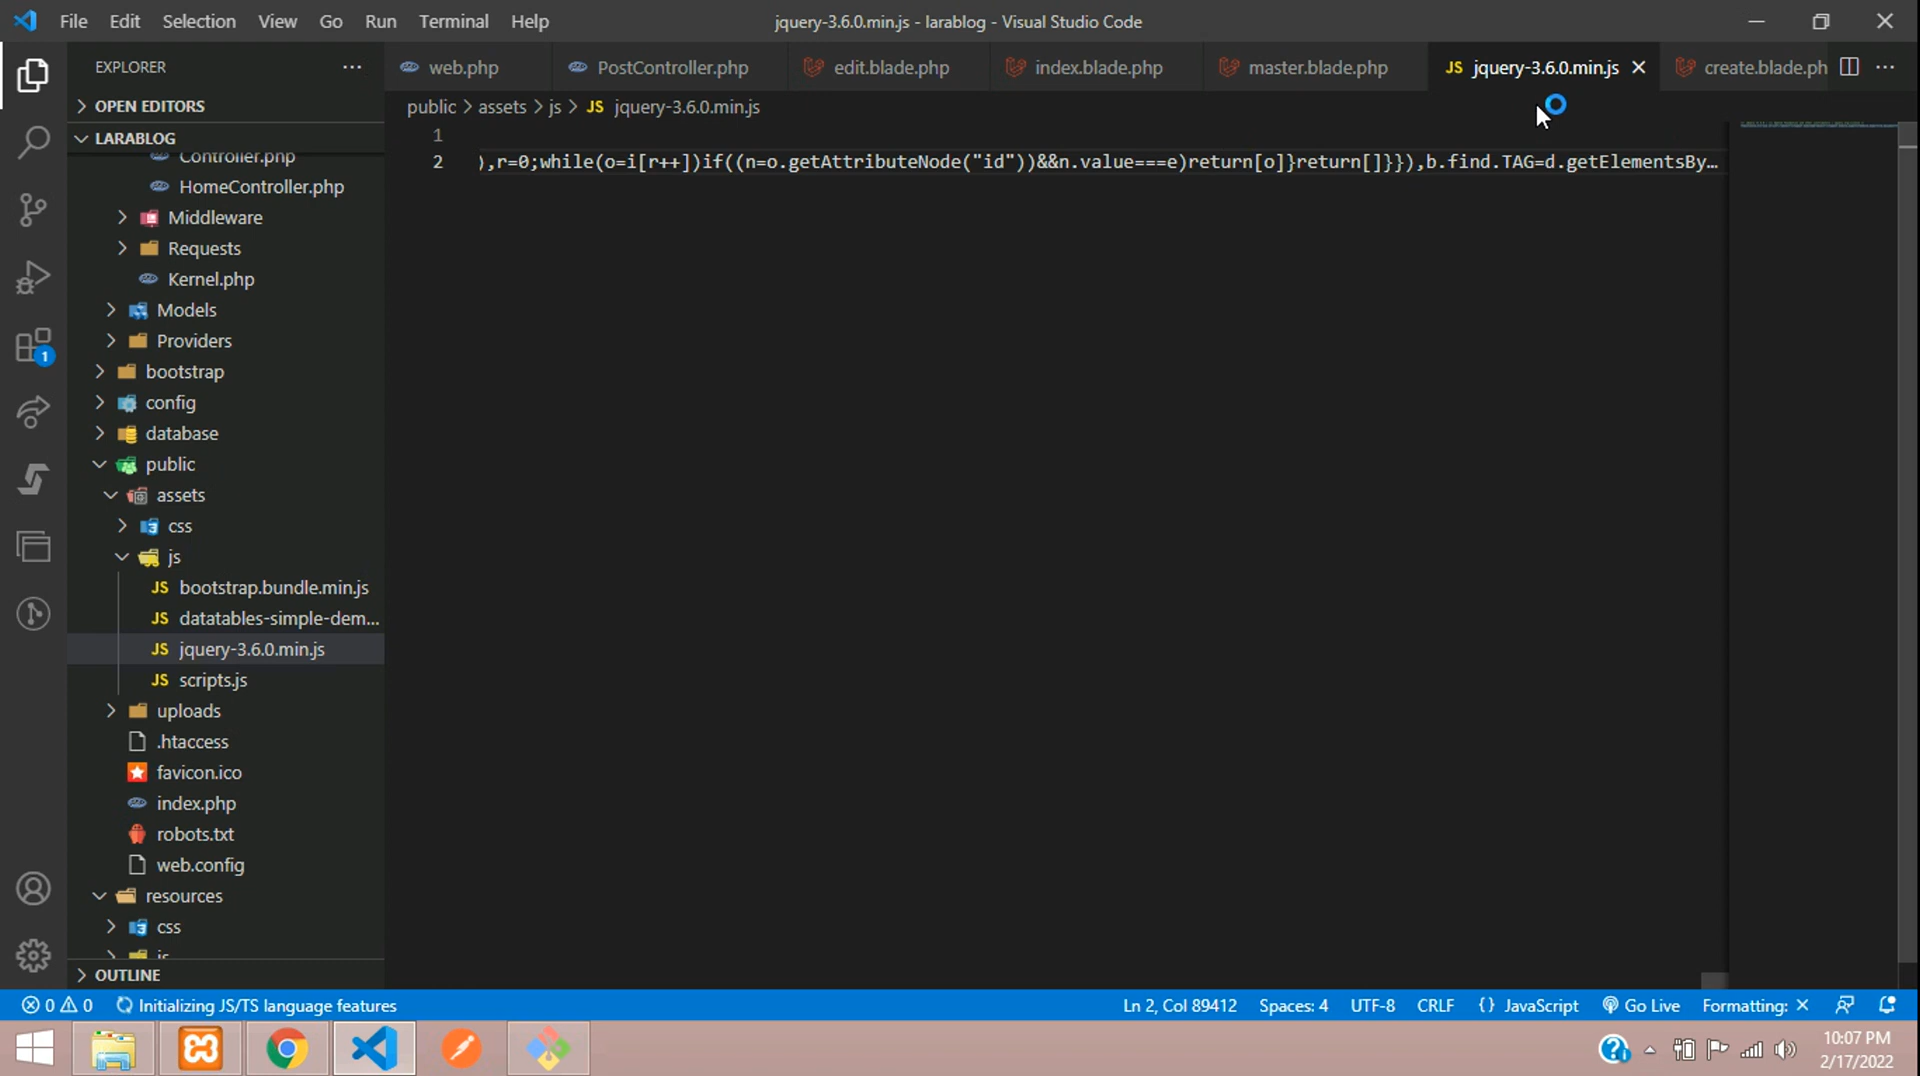 File Edit Selection View Go Run Terminal Help
jquery-3.6.0.min.js - larablog - Visual Studio Code
EXPLORER
web.php
PostController.php
edit.blade.php
index.blade.php
master.blade.php
JS jquery-3.6.0.min.js
create.blade.ph
OPEN EDITORS
public > assets > js > JS jquery-3.6.0.min.js
LARABLOG
1
Controller.php
2 ),r=0;while(o=i[r++])if((n=o.getAttributeNode("id"))&&n.value===e)return[o]}return[]}}),b.find.TAG=d.getElementsBy…
HomeController.php
Middleware
Requests
Kernel.php
Models
Providers
bootstrap
config
database
public
assets
css
js
JS bootstrap.bundle.min.js
JS datatables-simple-dem...
JS jquery-3.6.0.min.js
JS scripts.js
uploads
.htaccess
favicon.ico
index.php
robots.txt
web.config
resources
css
js
OUTLINE
1
0 0 Initializing JS/TS language features
Ln 2, Col 89412 Spaces: 4 UTF-8 CRLF {} JavaScript Go Live Formatting: ×
10:07 PM
2/17/2022